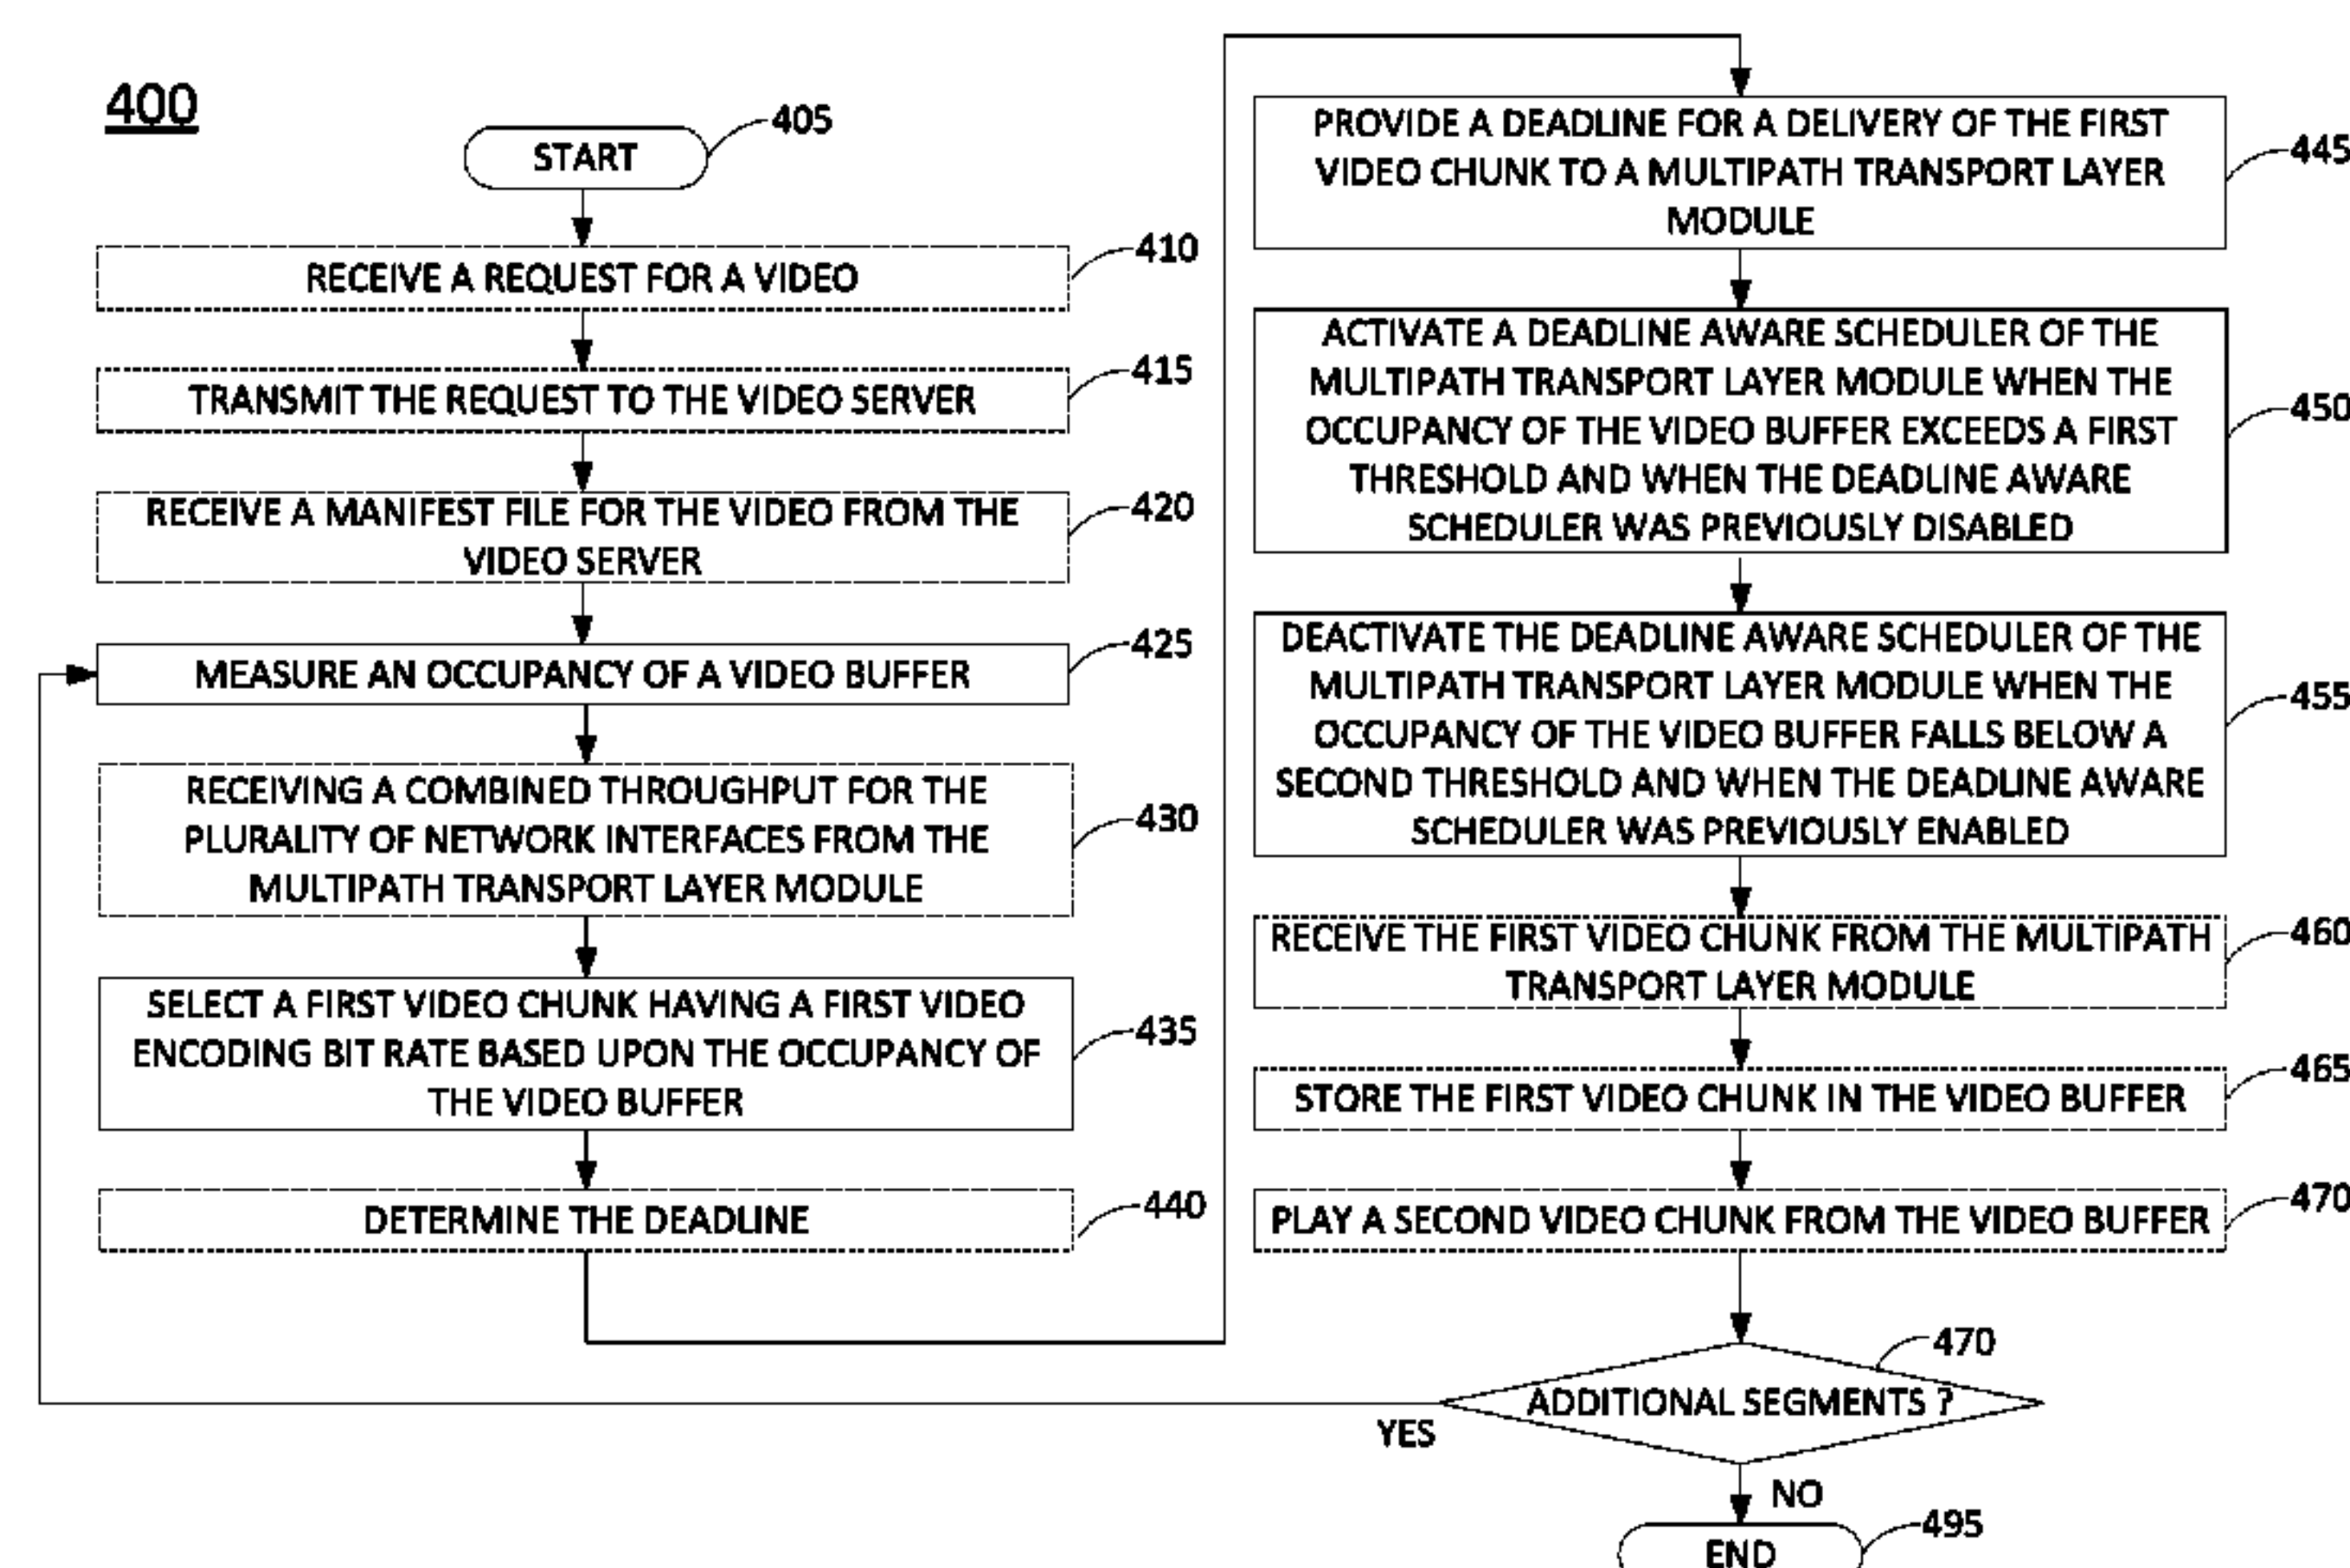 400
START
405
RECEIVE A REQUEST FOR A VIDEO
410
TRANSMIT THE REQUEST TO THE VIDEO SERVER
415
RECEIVE A MANIFEST FILE FOR THE VIDEO FROM THE
VIDEO SERVER
420
MEASURE AN OCCUPANCY OF A VIDEO BUFFER
425
RECEIVING A COMBINED THROUGHPUT FOR THE
PLURALITY OF NETWORK INTERFACES FROM THE
MULTIPATH TRANSPORT LAYER MODULE
430
SELECT A FIRST VIDEO CHUNK HAVING A FIRST VIDEO
ENCODING BIT RATE BASED UPON THE OCCUPANCY OF
THE VIDEO BUFFER
435
DETERMINE THE DEADLINE
440
PROVIDE A DEADLINE FOR A DELIVERY OF THE FIRST
VIDEO CHUNK TO A MULTIPATH TRANSPORT LAYER
MODULE
445
ACTIVATE A DEADLINE AWARE SCHEDULER OF THE
MULTIPATH TRANSPORT LAYER MODULE WHEN THE
OCCUPANCY OF THE VIDEO BUFFER EXCEEDS A FIRST
THRESHOLD AND WHEN THE DEADLINE AWARE
SCHEDULER WAS PREVIOUSLY DISABLED
450
DEACTIVATE THE DEADLINE AWARE SCHEDULER OF THE
MULTIPATH TRANSPORT LAYER MODULE WHEN THE
OCCUPANCY OF THE VIDEO BUFFER FALLS BELOW A
SECOND THRESHOLD AND WHEN THE DEADLINE AWARE
SCHEDULER WAS PREVIOUSLY ENABLED
455
RECEIVE THE FIRST VIDEO CHUNK FROM THE MULTIPATH
TRANSPORT LAYER MODULE
460
STORE THE FIRST VIDEO CHUNK IN THE VIDEO BUFFER
465
PLAY A SECOND VIDEO CHUNK FROM THE VIDEO BUFFER
470
ADDITIONAL SEGMENTS ?
470
YES
NO
END
495